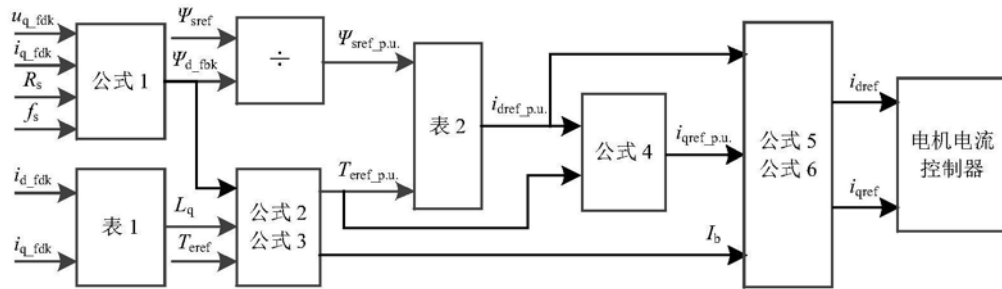 u_q_fdk
i_q_fdk
R_s
f_s
公式 1
Ψ_sref
Ψ_d_fbk
÷
Ψ_sref_p.u.
表 2
i_dref_p.u.
公式 4
i_qref_p.u.
公式 5
公式 6
i_dref
i_qref
电机电流
控制器
i_d_fdk
i_q_fdk
表 1
L_q
T_eref
公式 2
公式 3
T_eref_p.u.
I_b